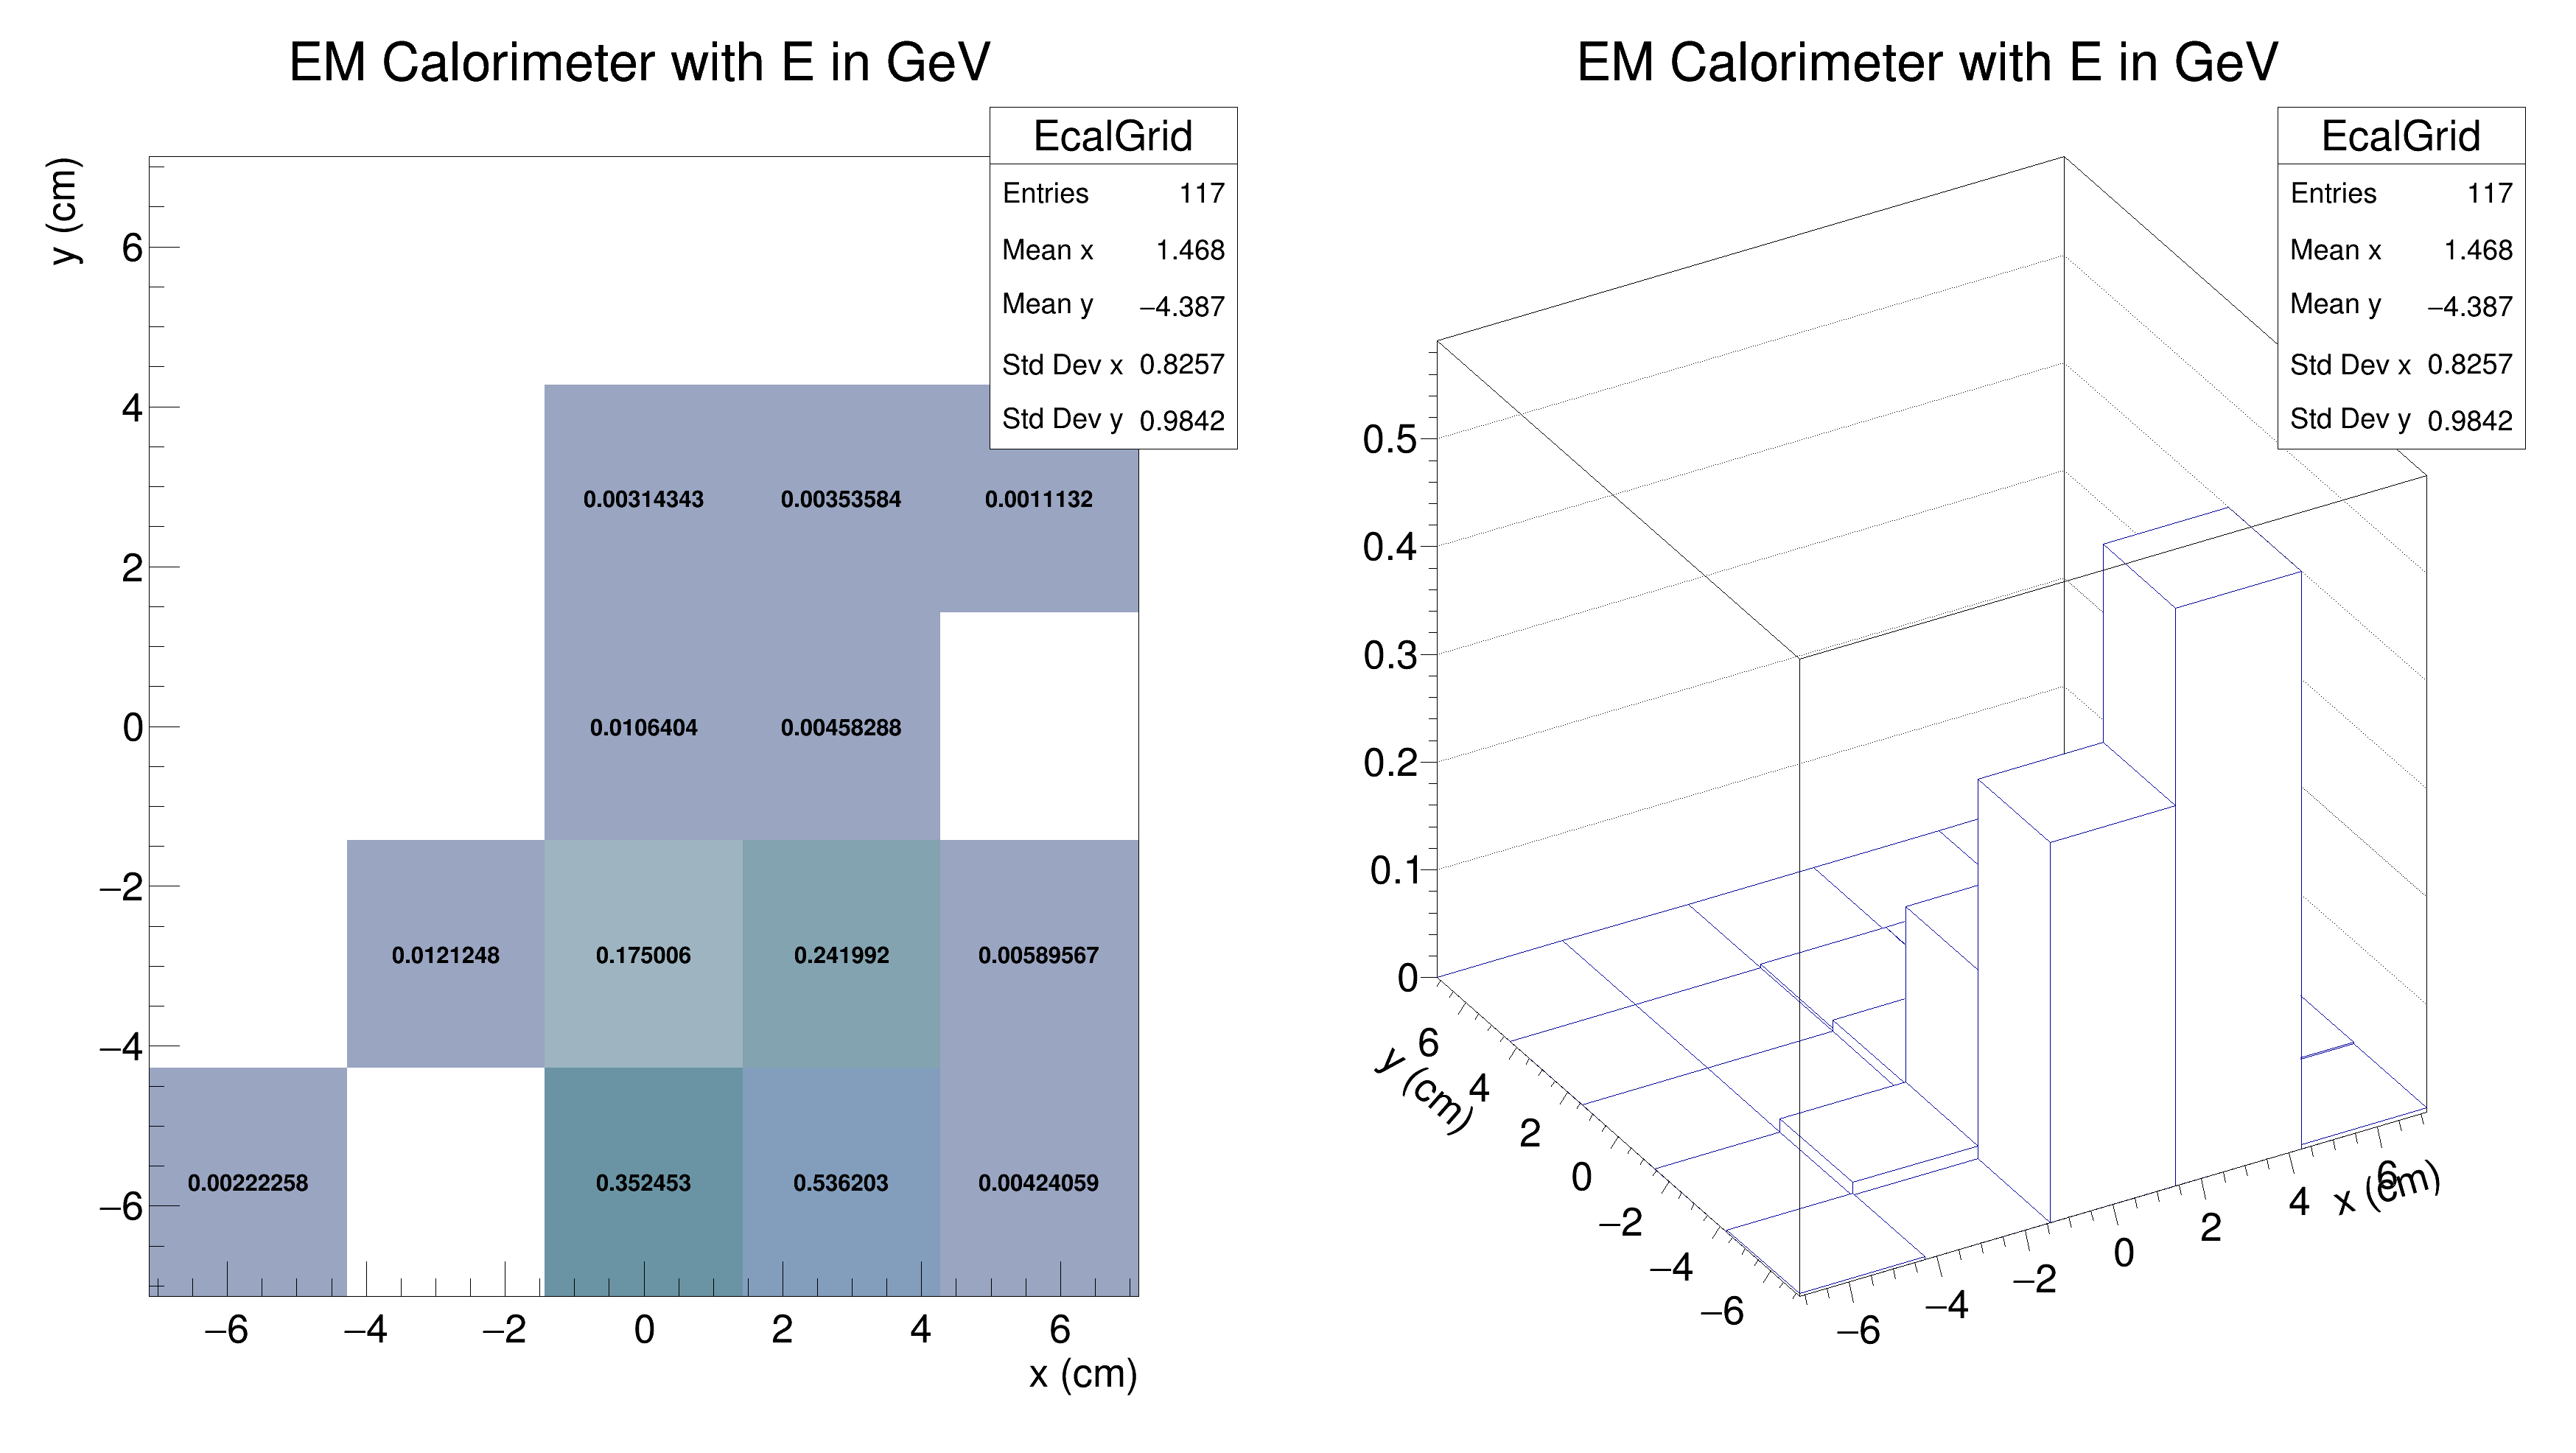 EM Calorimeter with E in GeV
EcalGrid
Entries 117
Mean x 1.468
Mean y −4.387
Std Dev x 0.8257
Std Dev y 0.9842
y (cm)
6
4
2
0
−2
−4
−6
0.00314343 0.00353584 0.0011132
0.0106404 0.00458288
0.0121248 0.175006 0.241992 0.00589567
0.00222258 0.352453 0.536203 0.00424059
−6 −4 −2 0 2 4 6
x (cm)
EM Calorimeter with E in GeV
EcalGrid
Entries 117
Mean x 1.468
Mean y −4.387
Std Dev x 0.8257
Std Dev y 0.9842
0.5
0.4
0.3
0.2
0.1
0
6
4
2
0
−2
−4
−6
y (cm)
−6 −4 −2 0 2 4 6
x (cm)